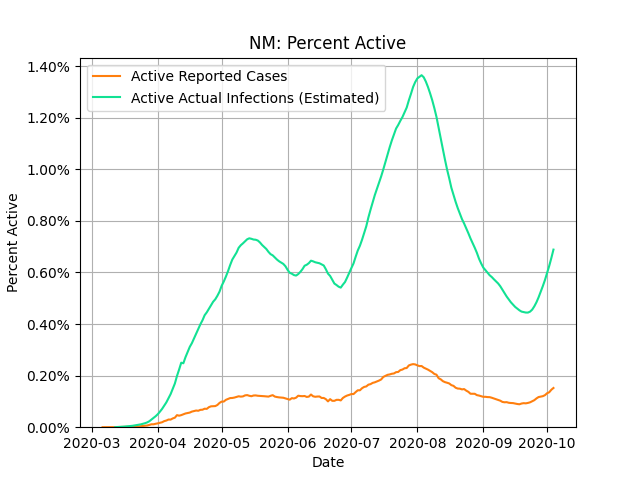 NM: Percent Active
Active Reported Cases
Active Actual Infections (Estimated)
Percent Active
1.40%
1.20%
1.00%
0.80%
0.60%
0.40%
0.20%
0.00%
2020-03 2020-04 2020-05 2020-06 2020-07 2020-08 2020-09 2020-10
Date